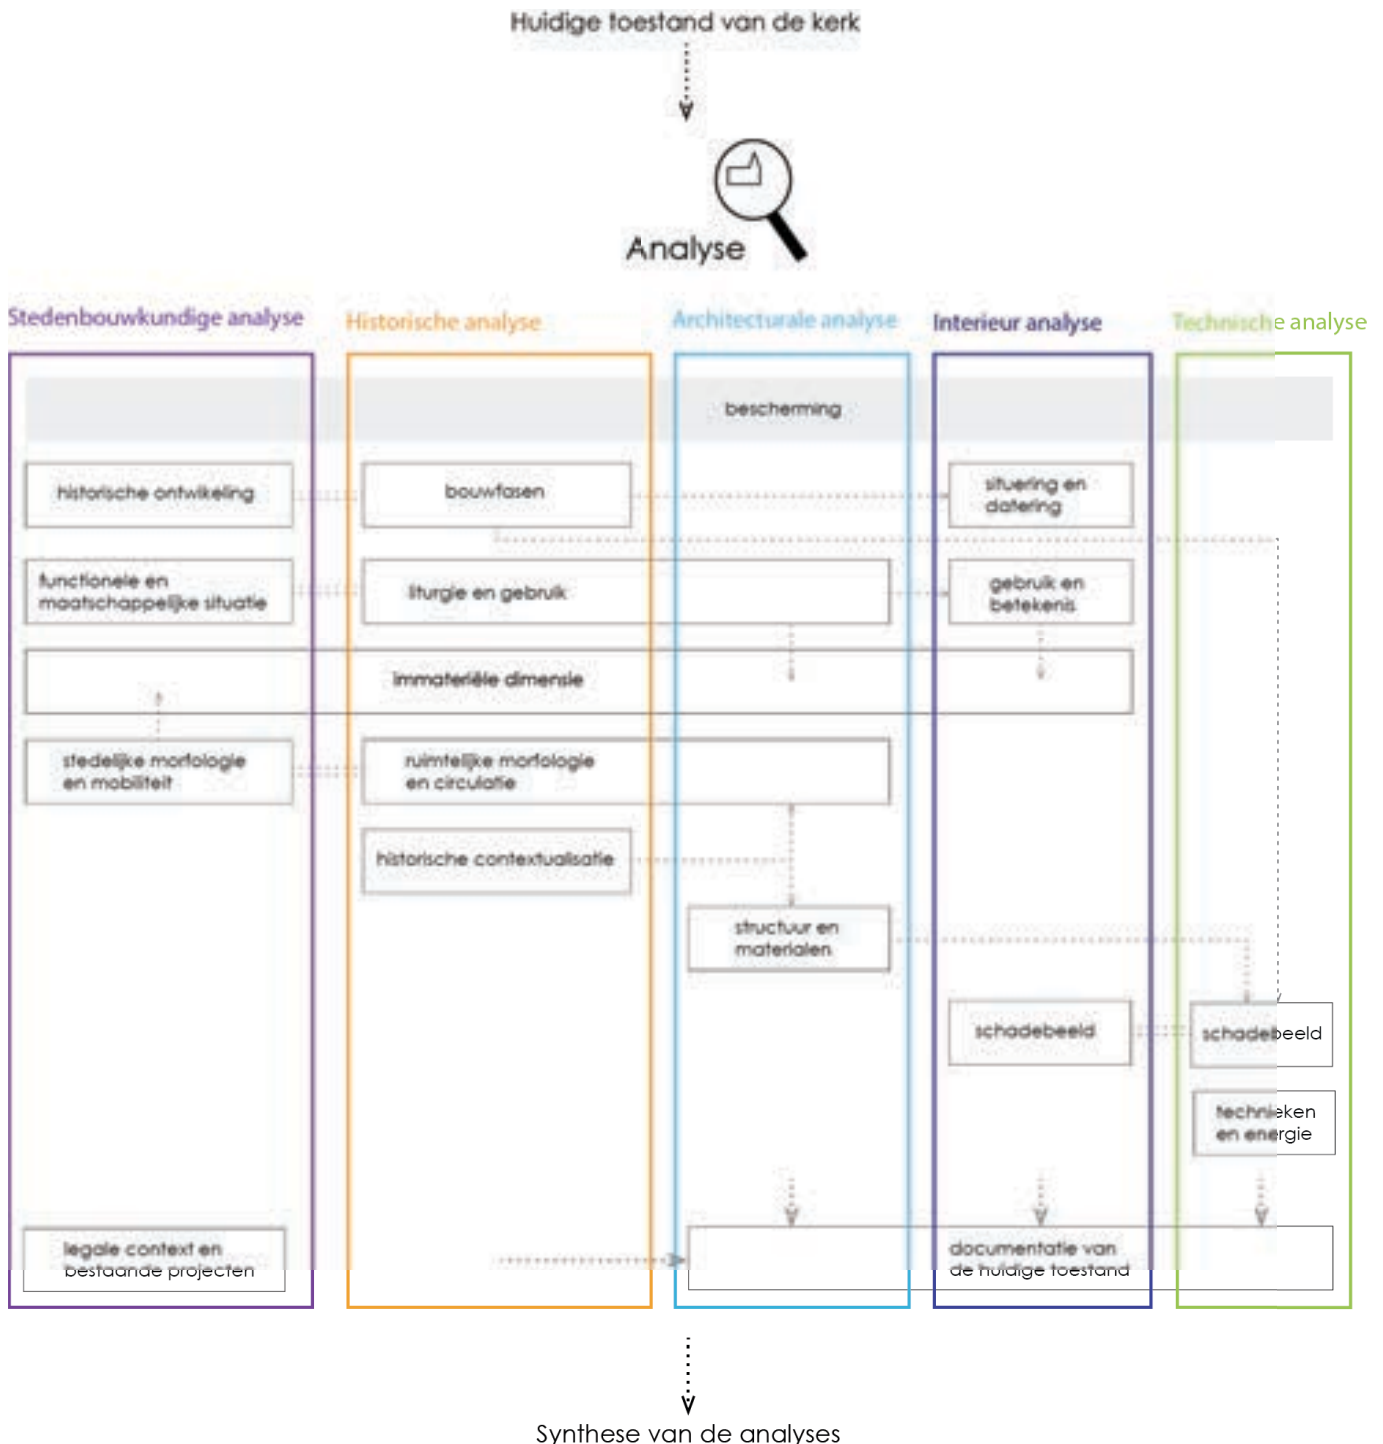 Huidige toestand van de kerk
Analyse
Stedenbouwkundige analyse
Historische analyse
Architecturale analyse
Interieur analyse
Technische analyse
bescherming
historische ontwikeling
bouwfasen
situering en
datering
functionele en
maatschappelijke situatie
liturgie en gebruik
gebruik en
betekenis
immateriële dimensie
stedelijke morfologie
en mobiliteit
ruimtelijke morfologie
en circulatie
historische contextualisatie
structuur en
materialen
schadebeeld
schadebeeld
technieken
en energie
legale context en
bestaande projecten
documentatie van
de huidige toestand
Synthese van de analyses